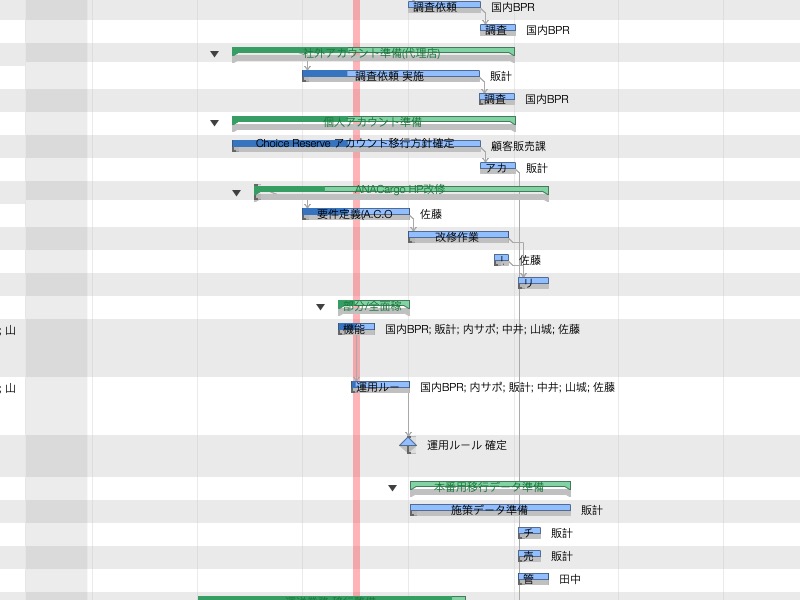 調査依頼 国内BPR
調査 国内BPR
社外アカウント準備(代理店)
調査依頼 実施 販計
調査 国内BPR
個人アカウント準備
Choice Reserve アカウント移行方針確定 顧客販売課
アカ 販計
ANACargo HP改修
要件定義(A.C.O 佐藤
改修作業
佐藤
リ
部分/全面稼
; 山 機能 国内BPR; 販計; 内サポ; 中井; 山城; 佐藤
; 山 運用ルー 国内BPR; 内サポ; 販計; 中井; 山城; 佐藤
運用ルール 確定
本番用移行データ準備
施策データ準備 販計
チ 販計
売 販計
管 田中